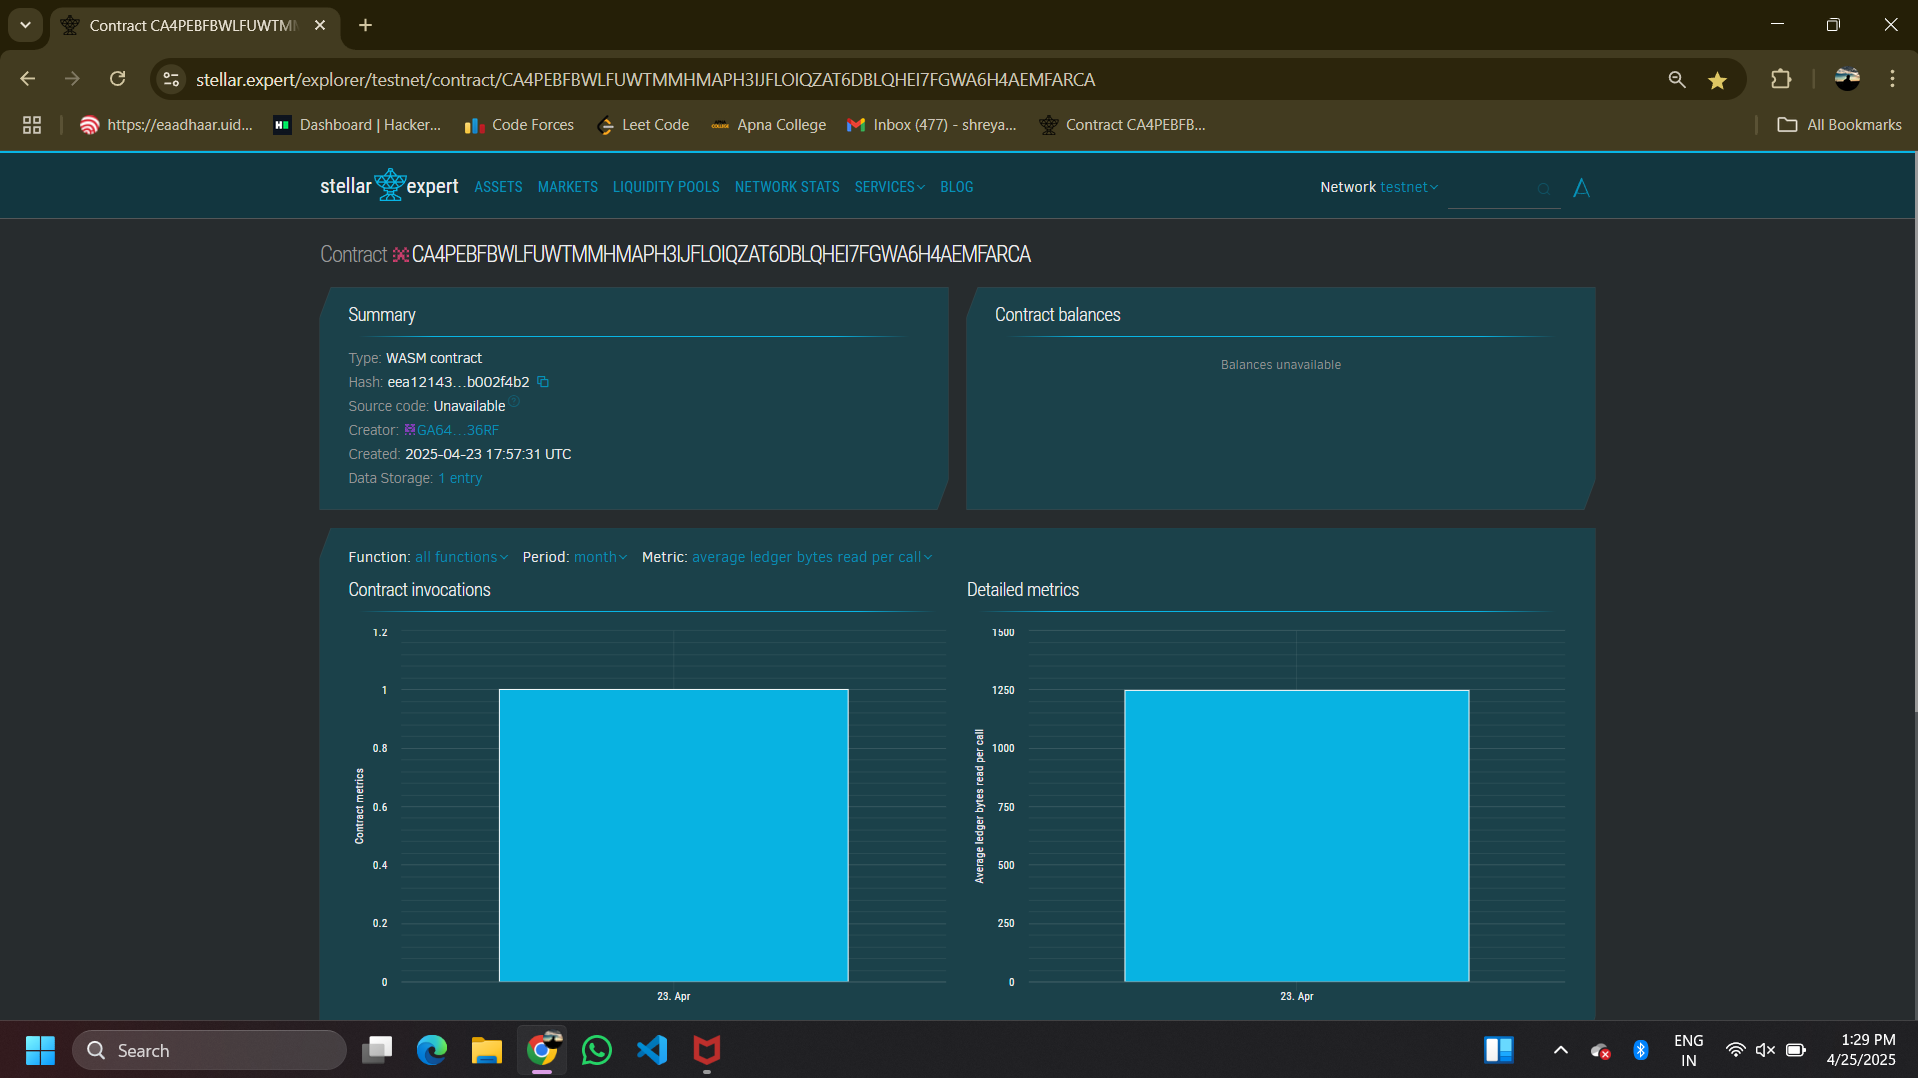 Contract CA4PEBFBWLFUWTMM
stellar.expert/explorer/testnet/contract/CA4PEBFBWLFUWTMMHMAPH3IJFLOIQZAT6DBLQHEI7FGWA6H4AEMFARCA
https://eaadhaar.uid... Dashboard | Hacker... Code Forces Leet Code Apna College Inbox (477) - shreya... Contract CA4PEBFB... All Bookmarks
stellar expert ASSETS MARKETS LIQUIDITY POOLS NETWORK STATS SERVICES BLOG Network testnet
Contract CA4PEBFBWLFUWTMMHMAPH3IJFLOIQZAT6DBLQHEI7FGWA6H4AEMFARCA
Summary
Type: WASM contract
Hash: eea12143...b002f4b2
Source code: Unavailable
Creator: GA64...36RF
Created: 2025-04-23 17:57:31 UTC
Data Storage: 1 entry
Contract balances
Balances unavailable
Function: all functions Period: month Metric: average ledger bytes read per call
Contract invocations
Contract metrics
1.2
1
0.8
0.6
0.4
0.2
0
23. Apr
Detailed metrics
Average ledger bytes read per call
1500
1250
1000
750
500
250
0
23. Apr
Search
ENG
IN
1:29 PM
4/25/2025